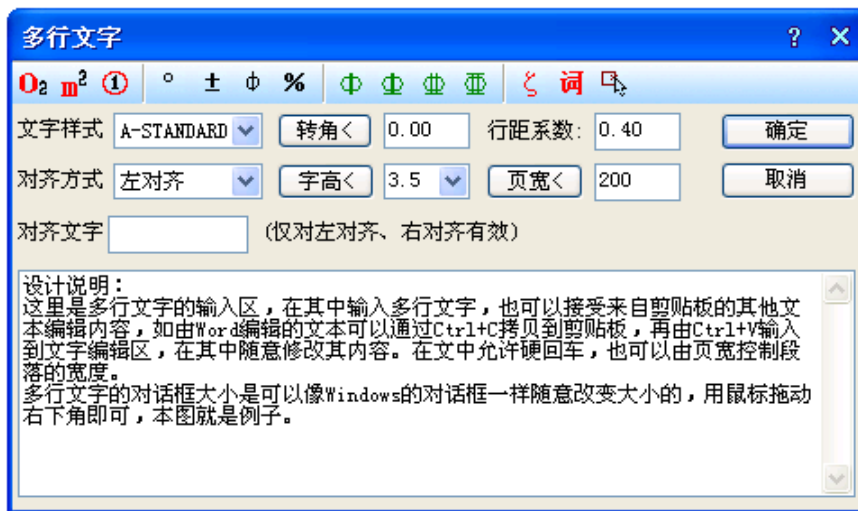 多行文字
O₂ m² ① ° ± ϕ % ζ 词
文字样式 A-STANDARD 转角< 0.00 行距系数: 0.40 确定
对齐方式 左对齐 字高< 3.5 页宽< 200 取消
对齐文字 (仅对左对齐、右对齐有效)
设计说明:
这里是多行文字的输入区,在其中输入多行文字,也可以接受来自剪贴板的其他文
本编辑内容,如由Word编辑的文本可以通过Ctrl+C拷贝到剪贴板,再由Ctrl+V输入
到文字编辑区,在其中随意修改其内容。在文中允许硬回车,也可以由页宽控制段
落的宽度。
多行文字的对话框大小是可以像Windows的对话框一样随意改变大小的,用鼠标拖动
右下角即可,本图就是例子。